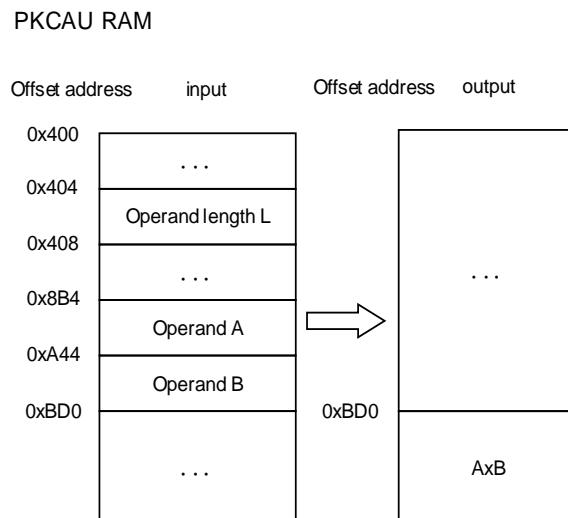 PKCAU RAM
Offset address input Offset address output
0x400
...
0x404
Operand length L
0x408
...
...
0x8B4
Operand A
0xA44
Operand B
0xBD0 0xBD0
...
AxB